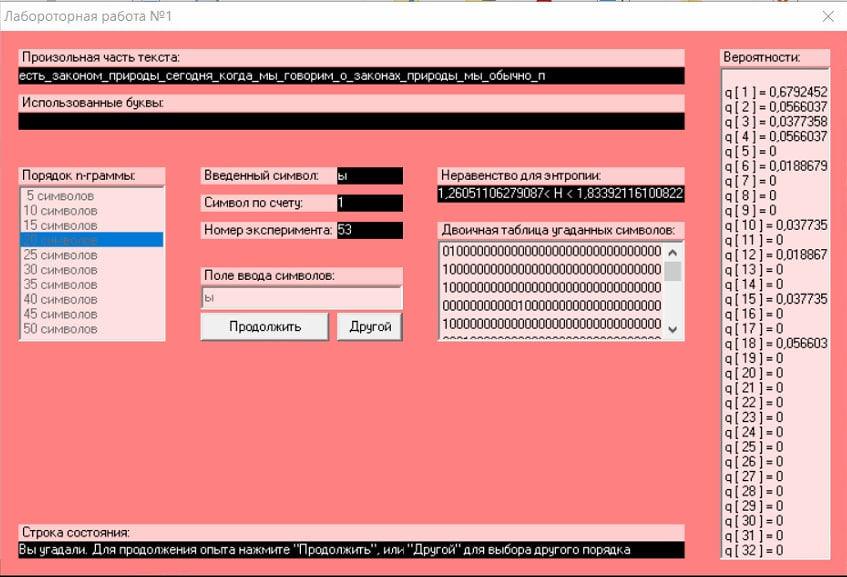 Лабороторная работа №1
Произольная часть текста:
есть_законом_природы_сегодня_когда_мы_говорим_о_законах_природы_мы_обычно_п
Использованные буквы:
Порядок n-граммы:
5 символов
10 символов
15 символов
20 символов
25 символов
30 символов
35 символов
40 символов
45 символов
50 символов
Введенный символ: ы
Символ по счету: 1
Номер эксперимента: 53
Поле ввода символов:
ы
Продолжить
Другой
Неравенство для энтропии:
1,26051106279087< H < 1,83392116100822
Двоичная таблица угаданных символов:
01000000000000000000000000000000
10000000000000000000000000000000
10000000000000000000000000000000
00000000000100000000000000000000
10000000000000000000000000000000
Вероятности:
q [ 1 ] = 0,6792452
q [ 2 ] = 0,0566037
q [ 3 ] = 0,0377358
q [ 4 ] = 0,0566037
q [ 5 ] = 0
q [ 6 ] = 0,0188679
q [ 7 ] = 0
q [ 8 ] = 0
q [ 9 ] = 0
q [ 10 ] = 0,037735
q [ 11 ] = 0
q [ 12 ] = 0,018867
q [ 13 ] = 0
q [ 14 ] = 0
q [ 15 ] = 0,037735
q [ 16 ] = 0
q [ 17 ] = 0
q [ 18 ] = 0,056603
q [ 19 ] = 0
q [ 20 ] = 0
q [ 21 ] = 0
q [ 22 ] = 0
q [ 23 ] = 0
q [ 24 ] = 0
q [ 25 ] = 0
q [ 26 ] = 0
q [ 27 ] = 0
q [ 28 ] = 0
q [ 29 ] = 0
q [ 30 ] = 0
q [ 31 ] = 0
q [ 32 ] = 0
Строка состояния:
Вы угадали. Для продолжения опыта нажмите "Продолжить", или "Другой" для выбора другого порядка